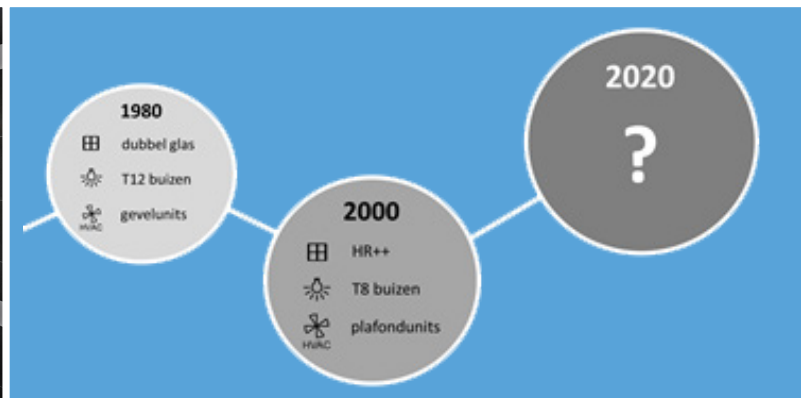 1980
dubbel glas
T12 buizen
gevelunits
HVAC
2000
HR++
T8 buizen
plafondunits
HVAC
2020
?